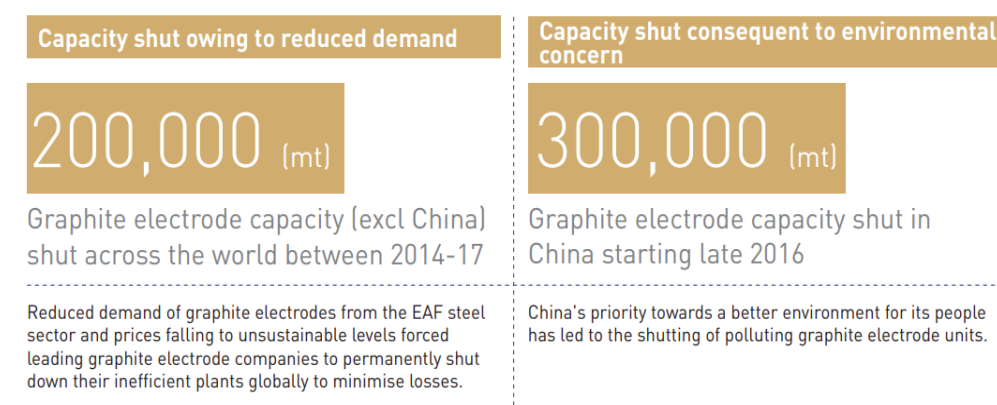 Capacity shut owing to reduced demand
200,000 (mt)
Graphite electrode capacity (excl China)
shut across the world between 2014-17
Reduced demand of graphite electrodes from the EAF steel
sector and prices falling to unsustainable levels forced
leading graphite electrode companies to permanently shut
down their inefficient plants globally to minimise losses.
Capacity shut consequent to environmental
concern
300,000 (mt)
Graphite electrode capacity shut in
China starting late 2016
China's priority towards a better environment for its people
has led to the shutting of polluting graphite electrode units.